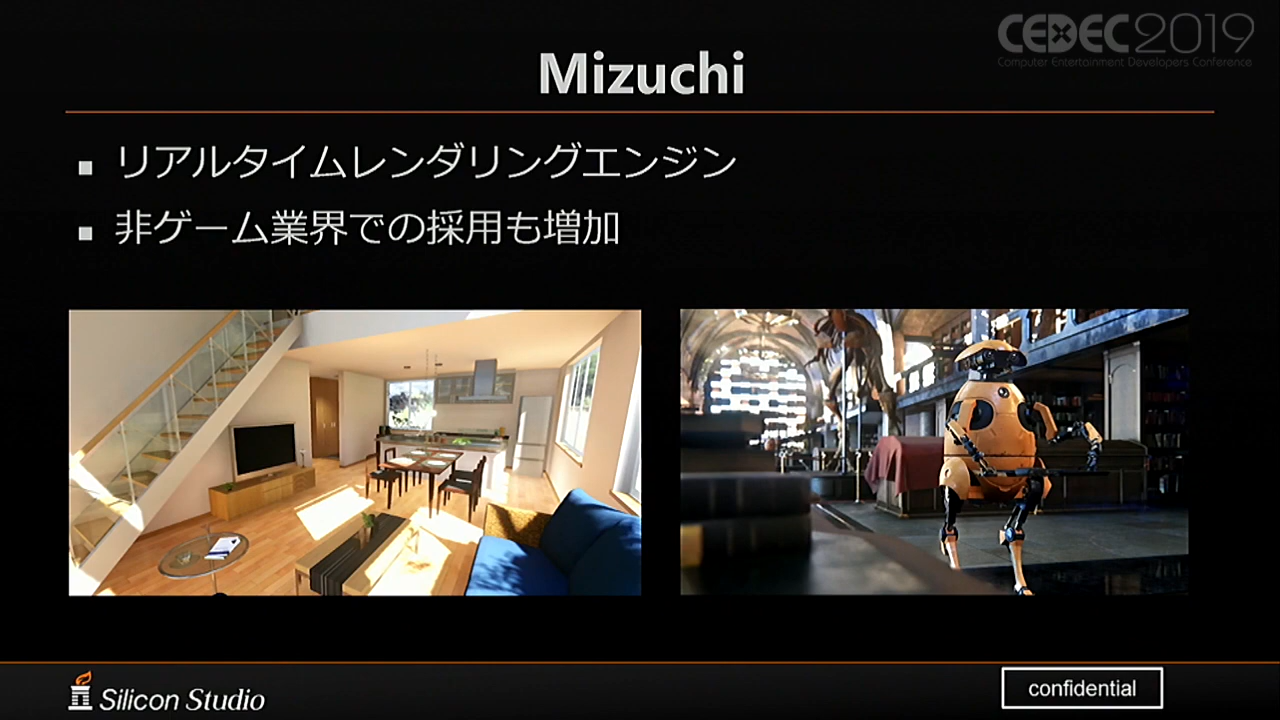 CEDEC2019
Computer Entertainment Developers Conference
Mizuchi
リアルタイムレンダリングエンジン
非ゲーム業界での採用も増加
Silicon Studio
confidential